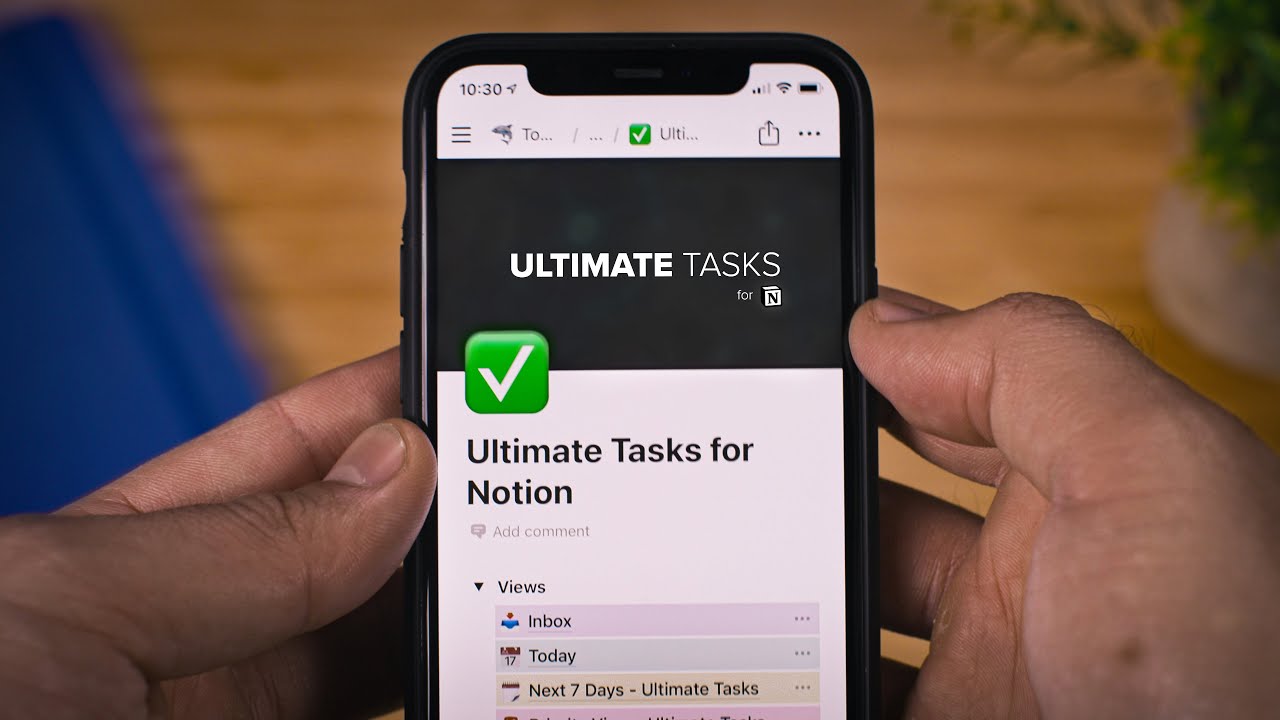 10:30
To... / ... / Ulti...
ULTIMATE TASKS
for N
Ultimate Tasks for
Notion
Add comment
Views
Inbox
17 Today
Next 7 Days - Ultimate Tasks